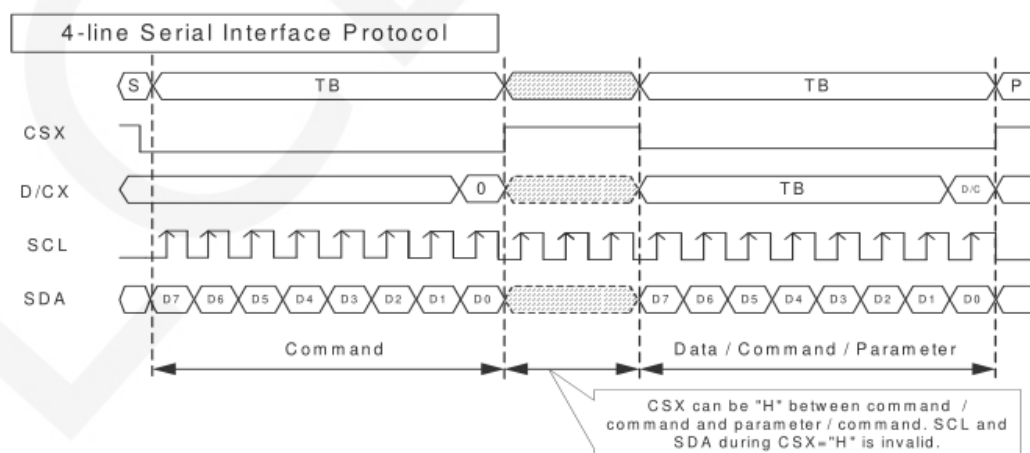 4-line Serial Interface Protocol
S TB TB P
CSX
D/CX 0 TB D/C
SCL
SDA D7 D6 D5 D4 D3 D2 D1 D0 D7 D6 D5 D4 D3 D2 D1 D0
Command Data / Command / Parameter
CSX can be "H" between command /
command and parameter / command. SCL and
SDA during CSX="H" is invalid.